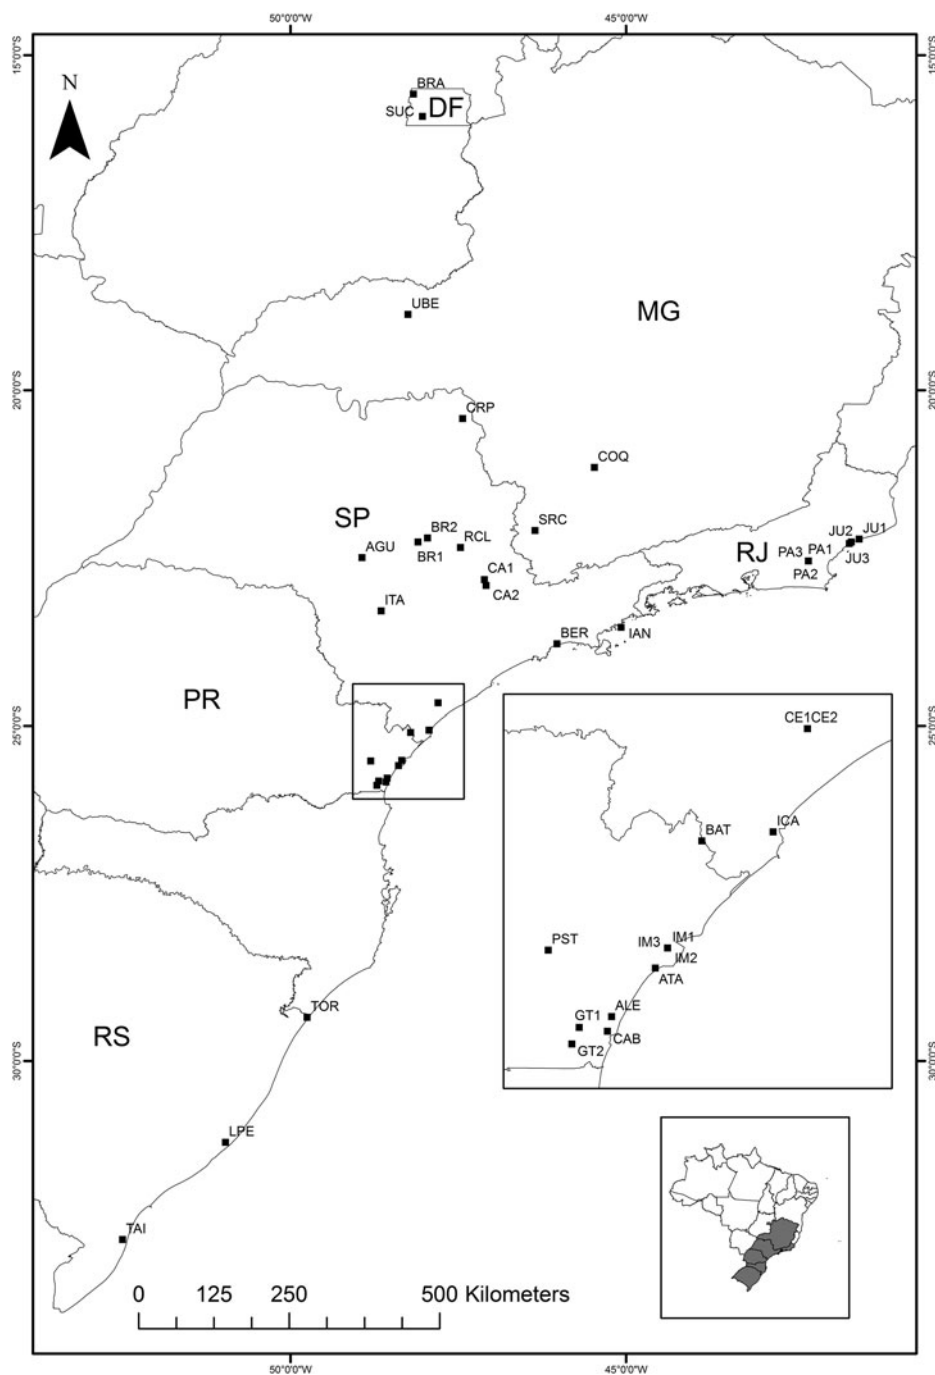 50°0'0"W
45°0'0"W
15°0'0"S
15°0'0"S
N
BRA
SUC
DF
UBE
MG
20°0'0"S
20°0'0"S
CRP
COQ
SP
BR2
RCL
SRC
AGU
BR1
RJ
JU2
JU1
PA3
PA1
JU3
PA2
CA1
CA2
ITA
BER
IAN
PR
25°0'0"S
25°0'0"S
CE1CE2
ICA
BAT
PST
IM3
IM1
IM2
ATA
GT1
ALE
CAB
GT2
TOR
RS
30°0'0"S
30°0'0"S
LPE
TAI
0
125
250
500 Kilometers
50°0'0"W
45°0'0"W